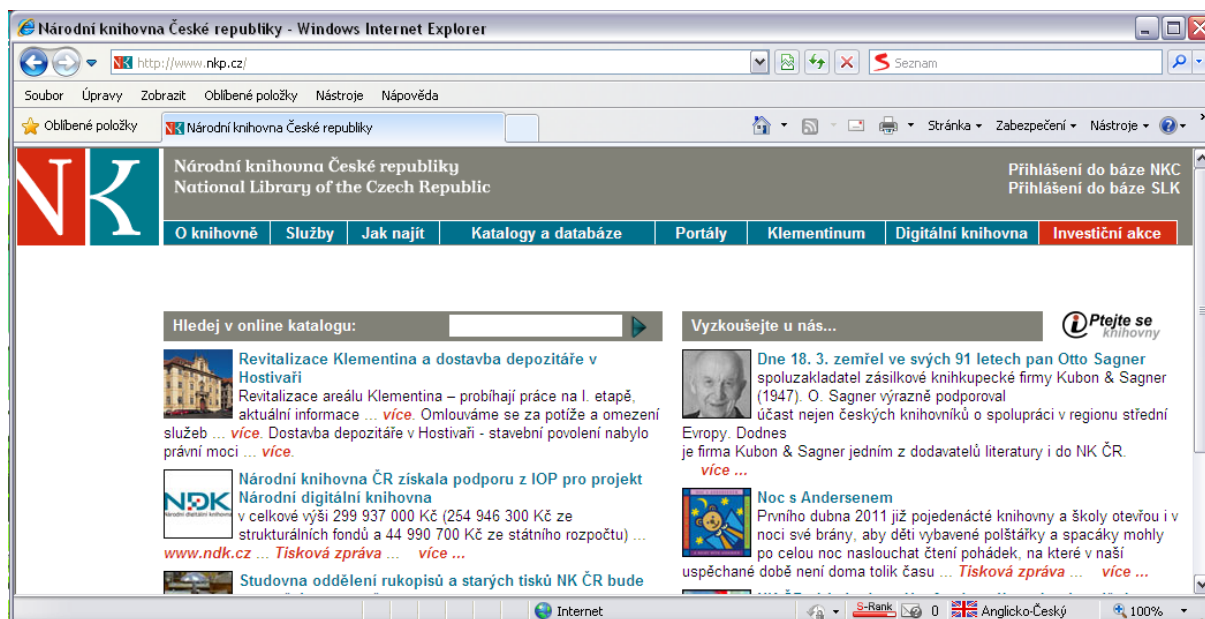 Národní knihovna České republiky - Windows Internet Explorer
http://www.nkp.cz/
Seznam
Soubor Úpravy Zobrazit Oblíbené položky Nástroje Nápověda
Oblíbené položky
Národní knihovna České republiky
Stránka Zabezpečení Nástroje
NK
Národní knihovna České republiky
National Library of the Czech Republic
Přihlášení do báze NKC
Přihlášení do báze SLK
O knihovně Služby Jak najít Katalogy a databáze Portály Klementinum Digitální knihovna Investiční akce
Hledej v online katalogu:
Revitalizace Klementina a dostavba depozitáře v
Hostivaři
Revitalizace areálu Klementina – probíhají práce na I. etapě,
aktuální informace ... více. Omlouváme se za potíže a omezení
služeb ... více. Dostavba depozitáře v Hostivaři - stavební povolení nabylo
právní moci ... více.
NDK
Národní digitální knihovna
Národní knihovna ČR získala podporu z IOP pro projekt
Národní digitální knihovna
v celkové výši 299 937 000 Kč (254 946 300 Kč ze
strukturálních fondů a 44 990 700 Kč ze státního rozpočtu) ...
www.ndk.cz ... Tisková zpráva ... více ...
Studovna oddělení rukopisů a starých tisků NK ČR bude
Vyzkoušejte u nás...
Ptejte se
knihovny
Dne 18. 3. zemřel ve svých 91 letech pan Otto Sagner
spoluzakladatel zásilkové knihkupecké firmy Kubon & Sagner
(1947). O. Sagner výrazně podporoval
účast nejen českých knihovníků o spolupráci v regionu střední
Evropy. Dodnes
je firma Kubon & Sagner jedním z dodavatelů literatury i do NK ČR.
více ...
Noc s Andersenem
Prvního dubna 2011 již pojedenácté knihovny a školy otevřou i v
noci své brány, aby děti vybavené polštářky a spacáky mohly
po celou noc naslouchat čtení pohádek, na které v naší
uspěchané době není doma tolik času ... Tisková zpráva ... více ...
Internet
S-Rank
0
Anglicko-Český
100%